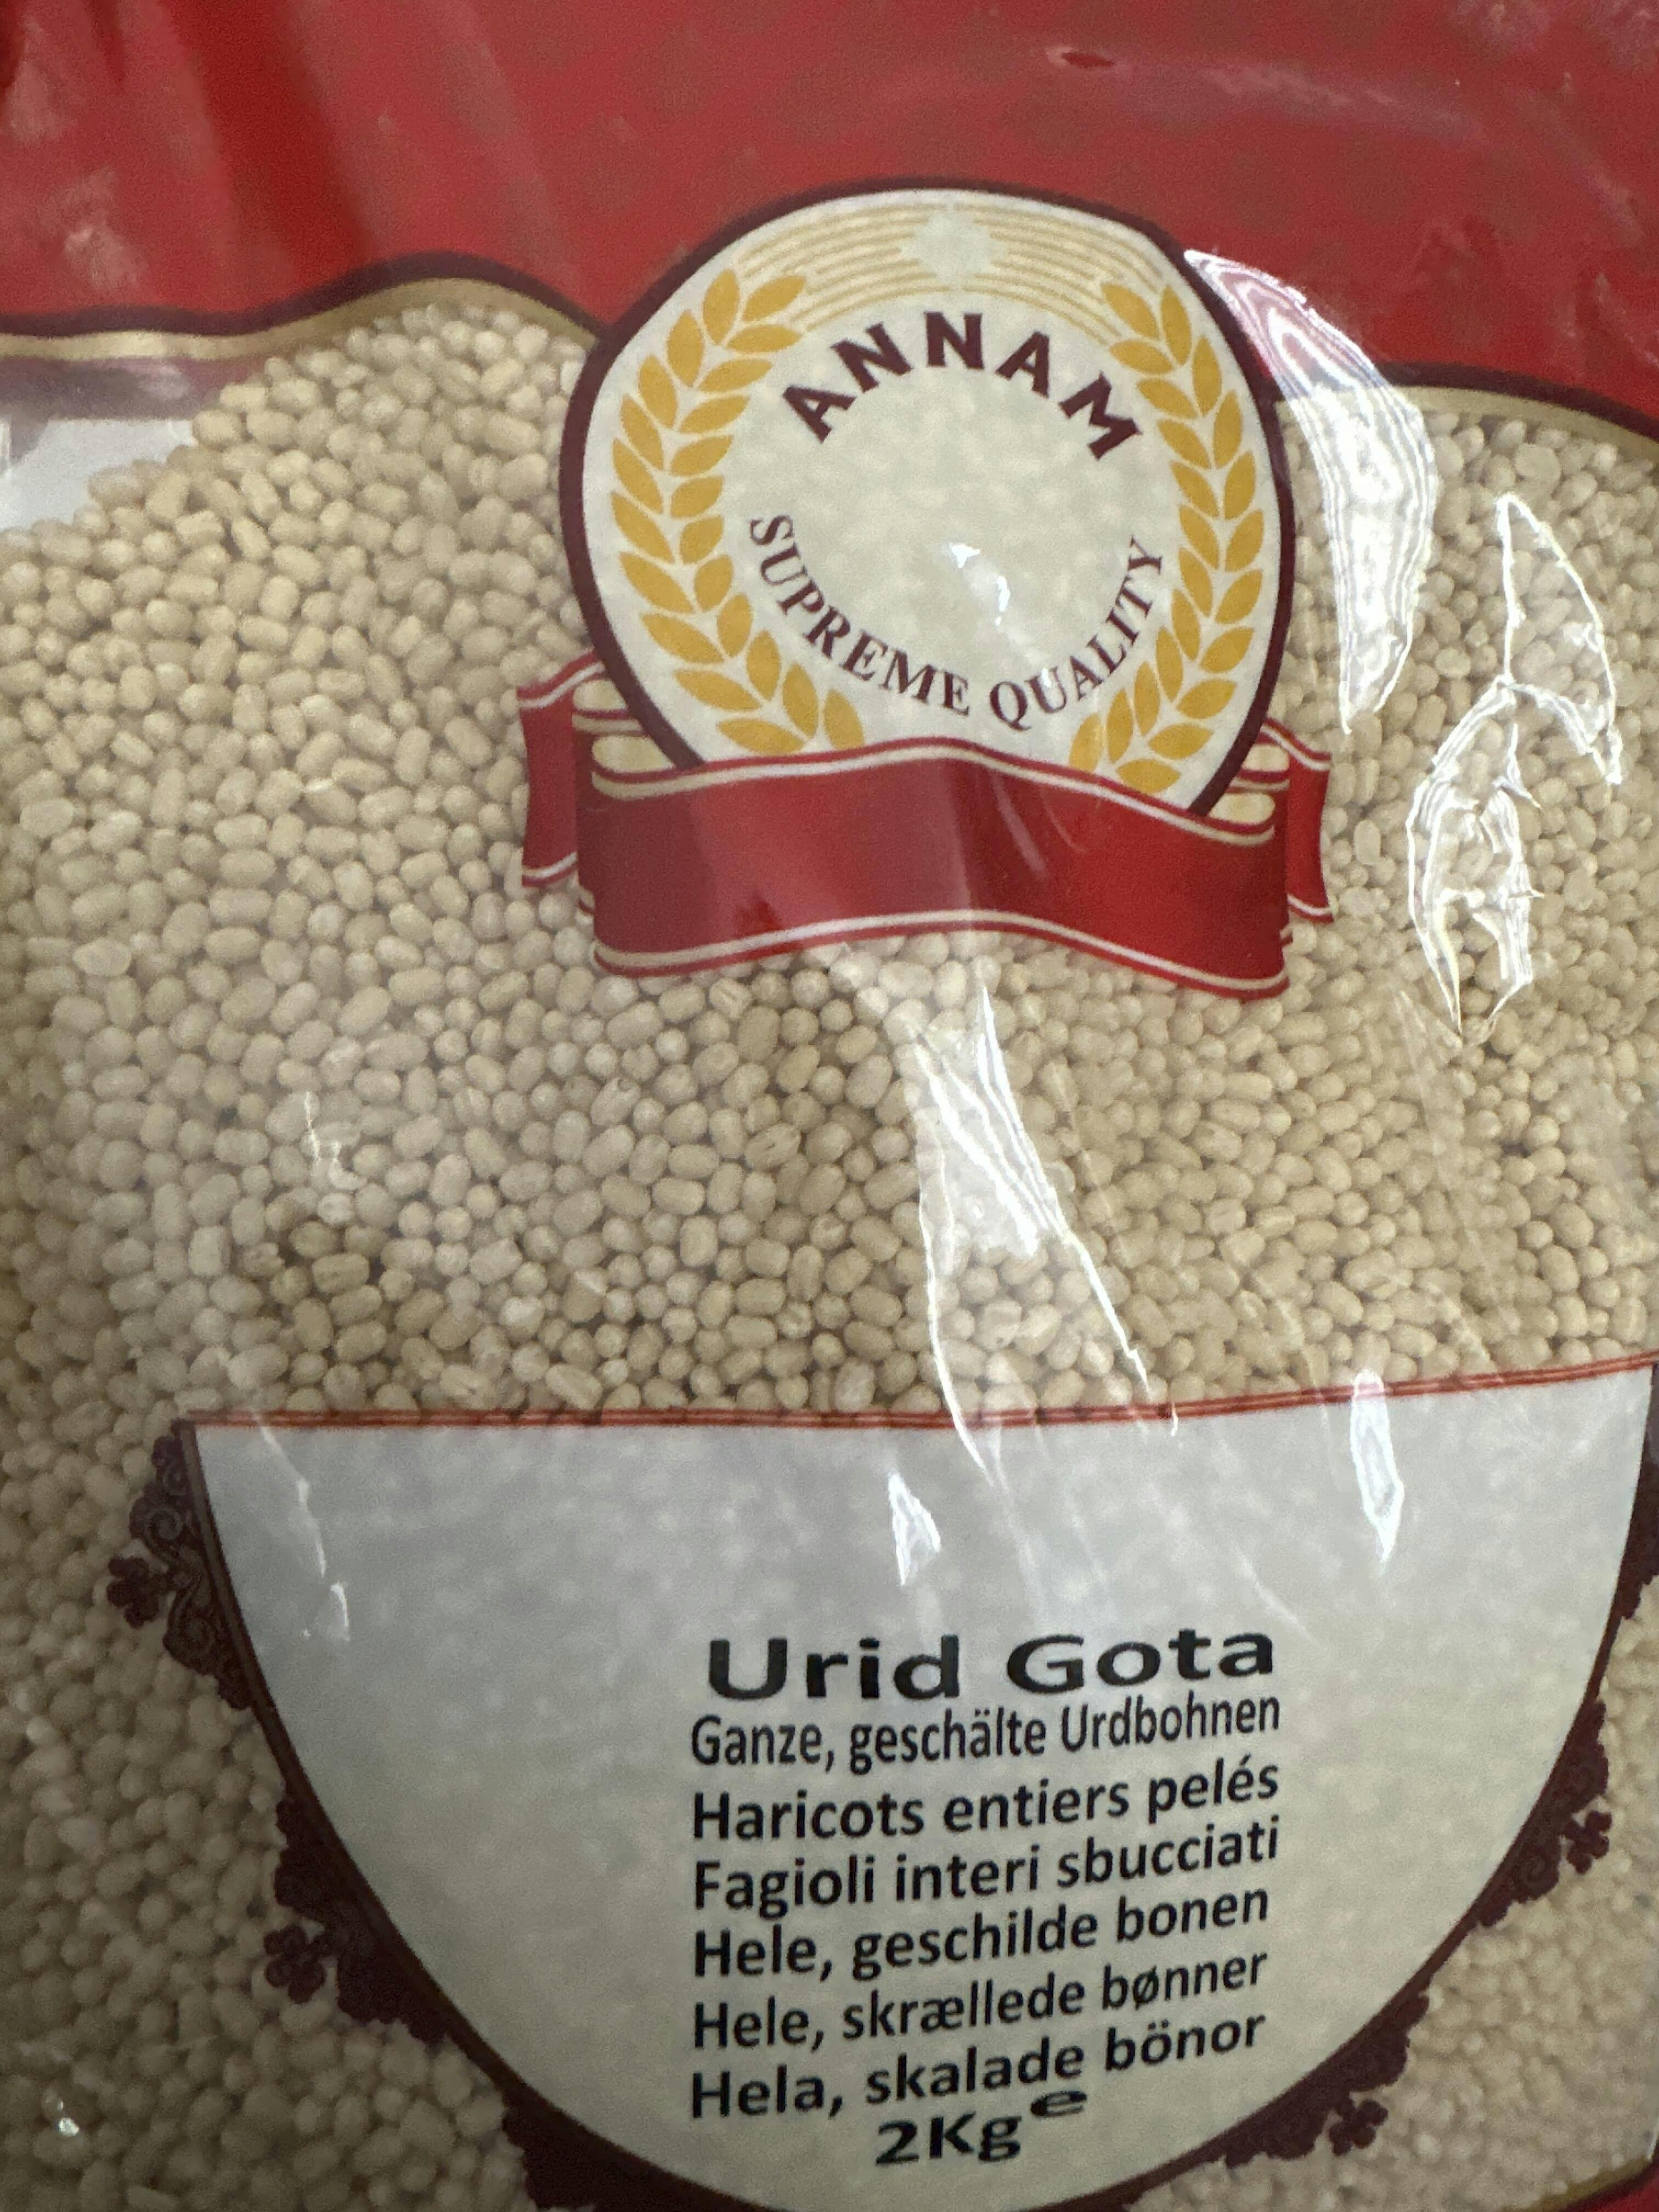 ANNAM
SUPREME QUALITY
Urid Gota
Ganze, geschälte Urdbohnen
Haricots entiers pelés
Fagioli interi sbucciati
Hele, geschilde bonen
Hele, skrællede bønner
Hela, skalade bönor
2Kg e